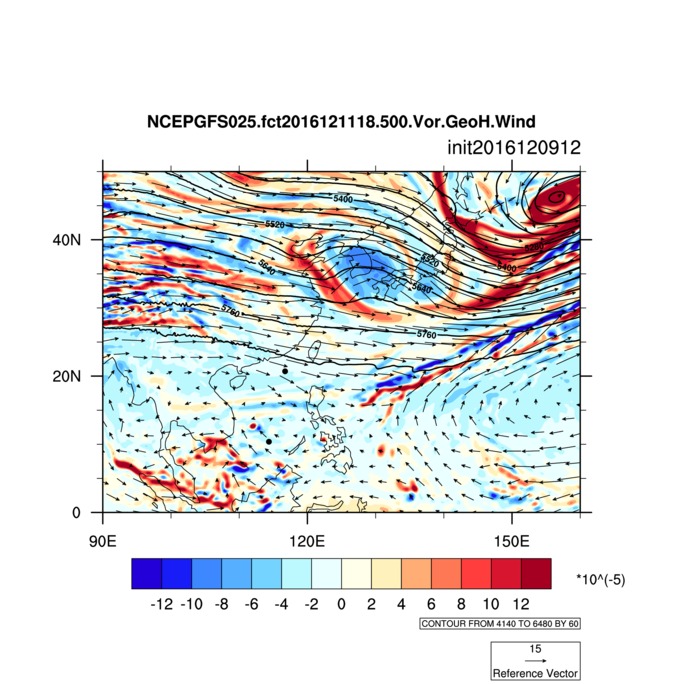 NCEPGFS025.fct2016121118.500.Vor.GeoH.Wind
init2016120912
40N
20N
0
90E 120E 150E
5400
5520
5640
5760
5520
5640
5400
5760
-12 -10 -8 -6 -4 -2 0 2 4 6 8 10 12
*10^(-5)
CONTOUR FROM 4140 TO 6480 BY 60
15
Reference Vector